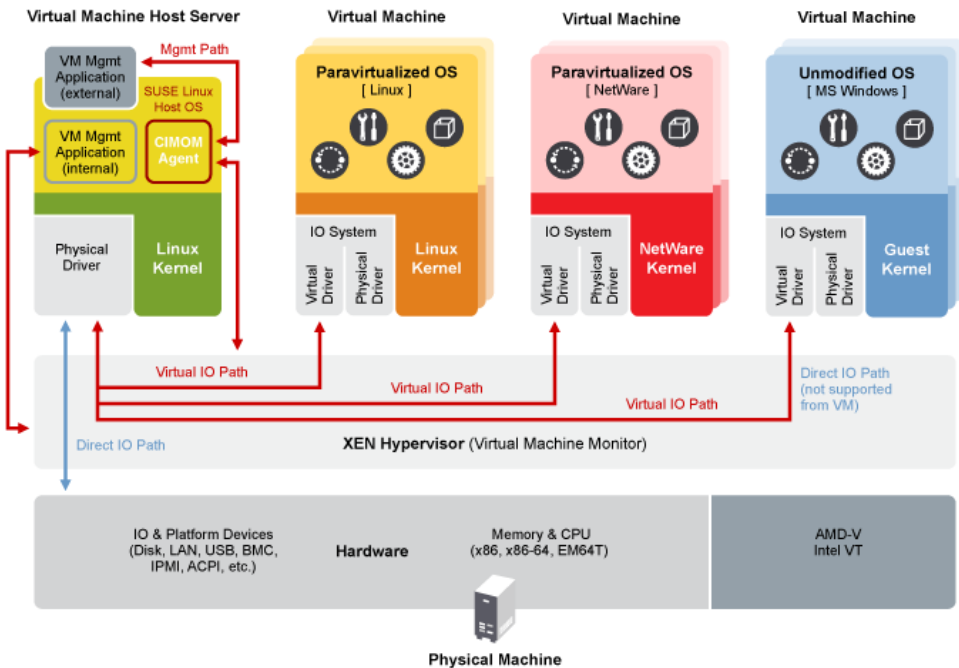 Virtual Machine Host Server
Virtual Machine
Virtual Machine
Virtual Machine
VM Mgmt
Application
(external)
Mgmt Path
SUSE Linux
Host OS
VM Mgmt
Application
(internal)
CIMOM
Agent
Physical
Driver
Linux
Kernel
Paravirtualized OS
[ Linux ]
IO System
Virtual
Driver
Physical
Driver
Linux
Kernel
Paravirtualized OS
[ NetWare ]
IO System
Virtual
Driver
Physical
Driver
NetWare
Kernel
Unmodified OS
[ MS Windows ]
IO System
Virtual
Driver
Physical
Driver
Guest
Kernel
Virtual IO Path
Virtual IO Path
Virtual IO Path
Direct IO Path
(not supported
from VM)
Direct IO Path
XEN Hypervisor (Virtual Machine Monitor)
IO & Platform Devices
(Disk, LAN, USB, BMC,
IPMI, ACPI, etc.)
Hardware
Memory & CPU
(x86, x86-64, EM64T)
AMD-V
Intel VT
Physical Machine